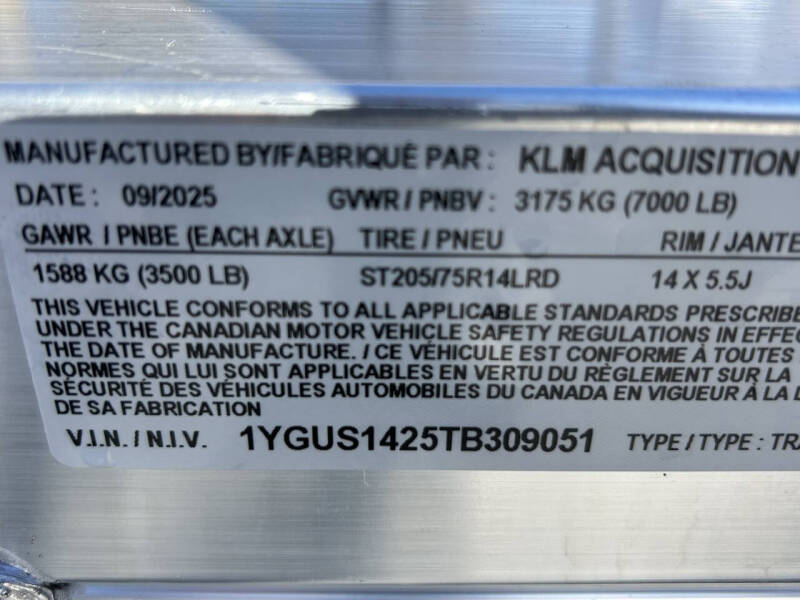 MANUFACTURED BY/FABRIQUÉ PAR : KLM ACQUISITION
DATE : 09/2025 GVWR / PNBV : 3175 KG (7000 LB)
GAWR / PNBE (EACH AXLE) TIRE / PNEU RIM / JANTE
1588 KG (3500 LB) ST205/75R14LRD 14 X 5.5J
THIS VEHICLE CONFORMS TO ALL APPLICABLE STANDARDS PRESCRIBE
UNDER THE CANADIAN MOTOR VEHICLE SAFETY REGULATIONS IN EFFEC
THE DATE OF MANUFACTURE. / CE VÉHICULE EST CONFORME À TOUTES
NORMES QUI LUI SONT APPLICABLES EN VERTU DU RÈGLEMENT SUR LA
SÉCURITÉ DES VÉHICULES AUTOMOBILES DU CANADA EN VIGUEUR À LA D
DE SA FABRICATION
V.I.N. / N.I.V. 1YGUS1425TB309051 TYPE / TYPE : TRA